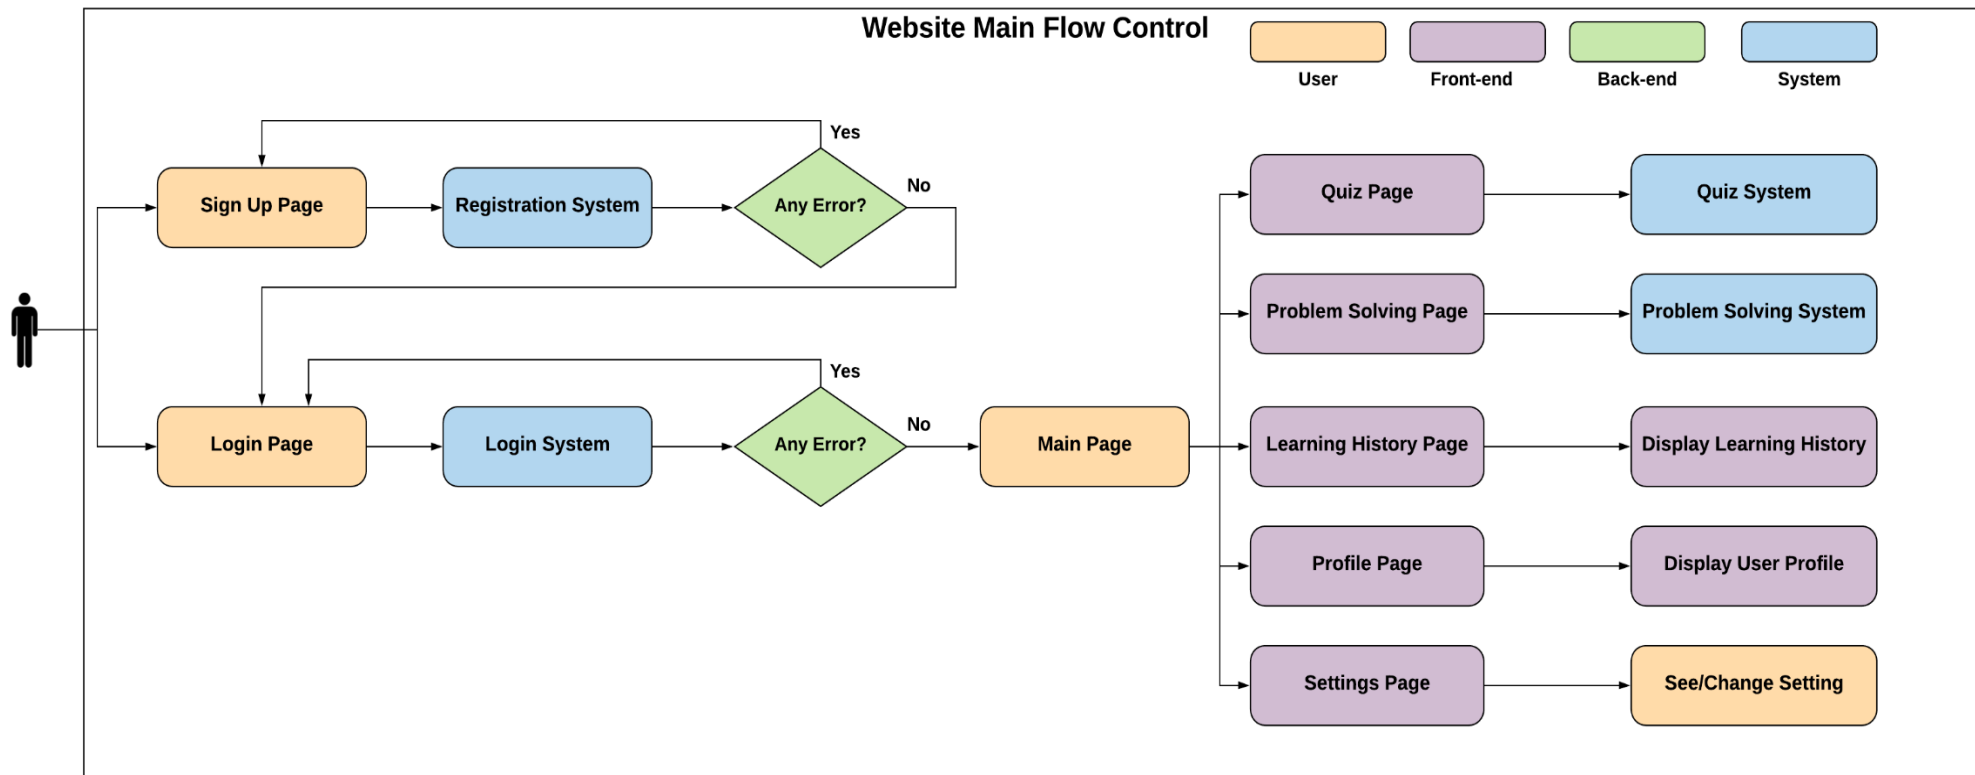 Website Main Flow Control
User
Front-end
Back-end
System
Yes
Sign Up Page
Registration System
Any Error?
No
Yes
Login Page
Login System
Any Error?
No
Main Page
Quiz Page
Quiz System
Problem Solving Page
Problem Solving System
Learning History Page
Display Learning History
Profile Page
Display User Profile
Settings Page
See/Change Setting